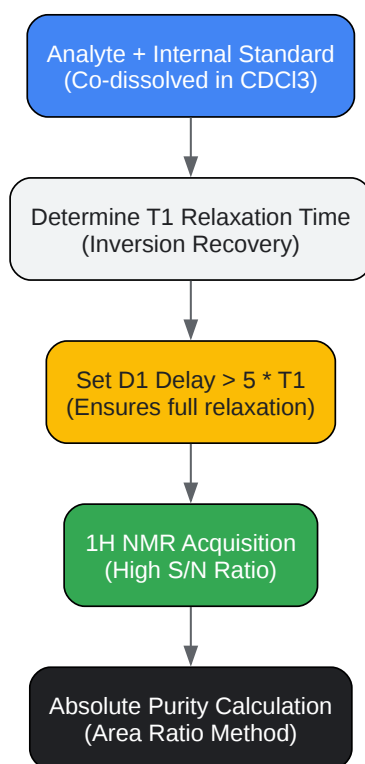 Analyte + Internal Standard
(Co-dissolved in CDCl3)
Determine T1 Relaxation Time
(Inversion Recovery)
Set D1 Delay > 5 * T1
(Ensures full relaxation)
1H NMR Acquisition
(High S/N Ratio)
Absolute Purity Calculation
(Area Ratio Method)